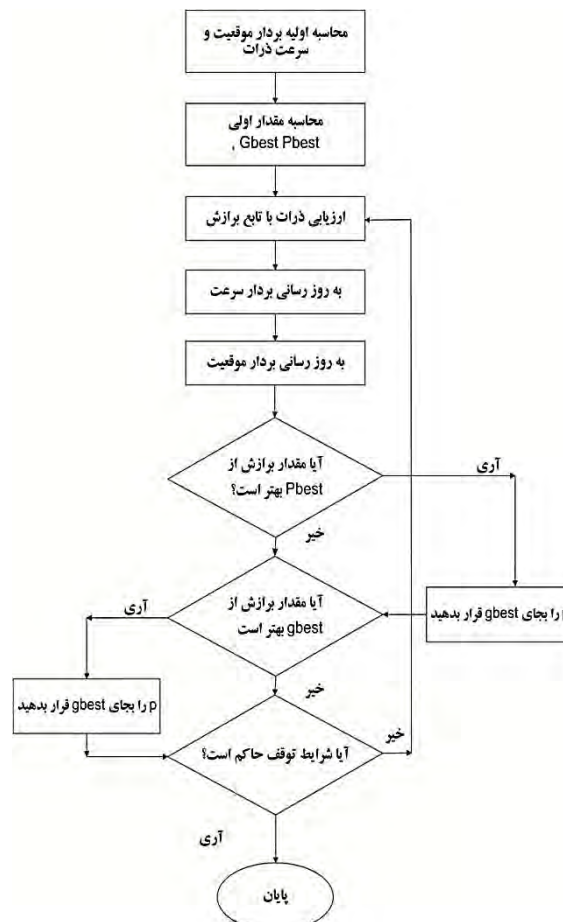 محاسبه اولیه بردار موقعیت و
سرعت ذرات
محاسبه مقدار اولی
Gbest Pbest ,
ارزیابی ذرات با تابع برازش
به روز رسانی بردار سرعت
به روز رسانی بردار موقعیت
آیا مقدار برازش از
Pbest بهتر است؟
آری
خیر
را بجای gbest قرار بدهید
آیا مقدار برازش از
gbest بهتر است
آری
خیر
p را بجای gbest قرار بدهید
آیا شرایط توقف حاکم است؟
خیر
آری
پایان